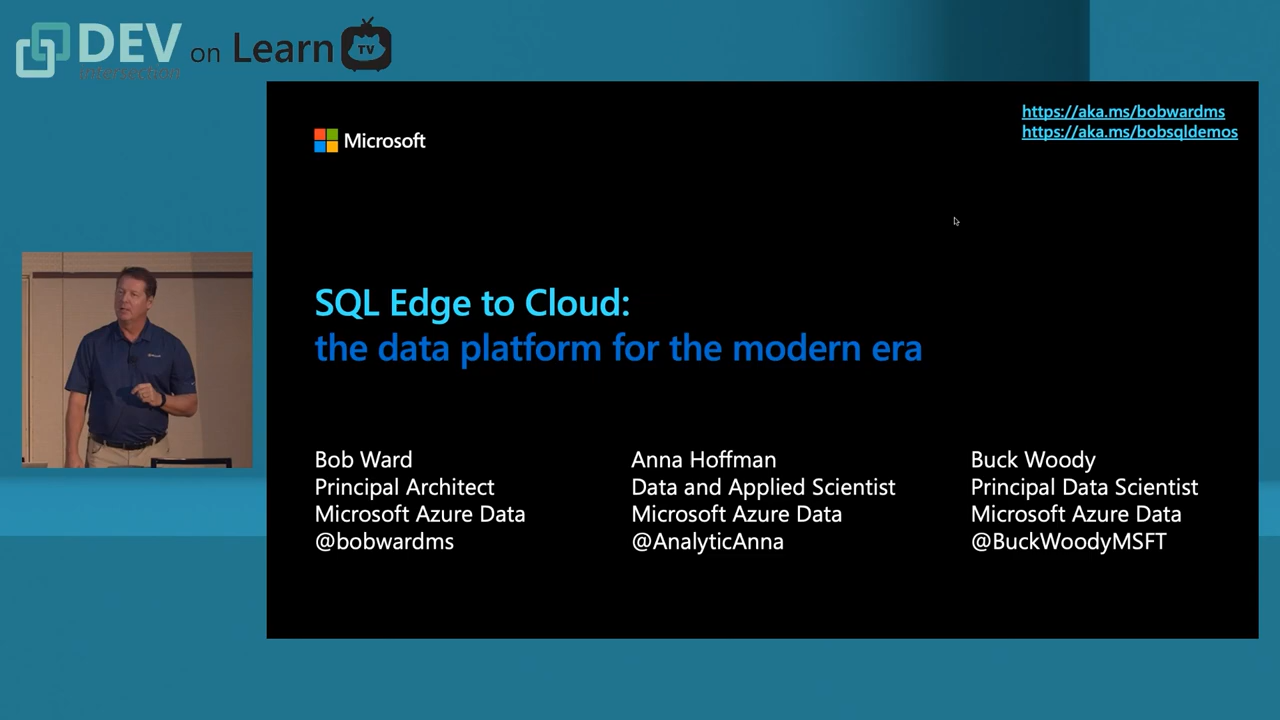 DEV
intersection
on Learn
TV
https://aka.ms/bobwardms
https://aka.ms/bobsqldemos
Microsoft
SQL Edge to Cloud:
the data platform for the modern era
Bob Ward
Principal Architect
Microsoft Azure Data
@bobwardms
Anna Hoffman
Data and Applied Scientist
Microsoft Azure Data
@AnalyticAnna
Buck Woody
Principal Data Scientist
Microsoft Azure Data
@BuckWoodyMSFT